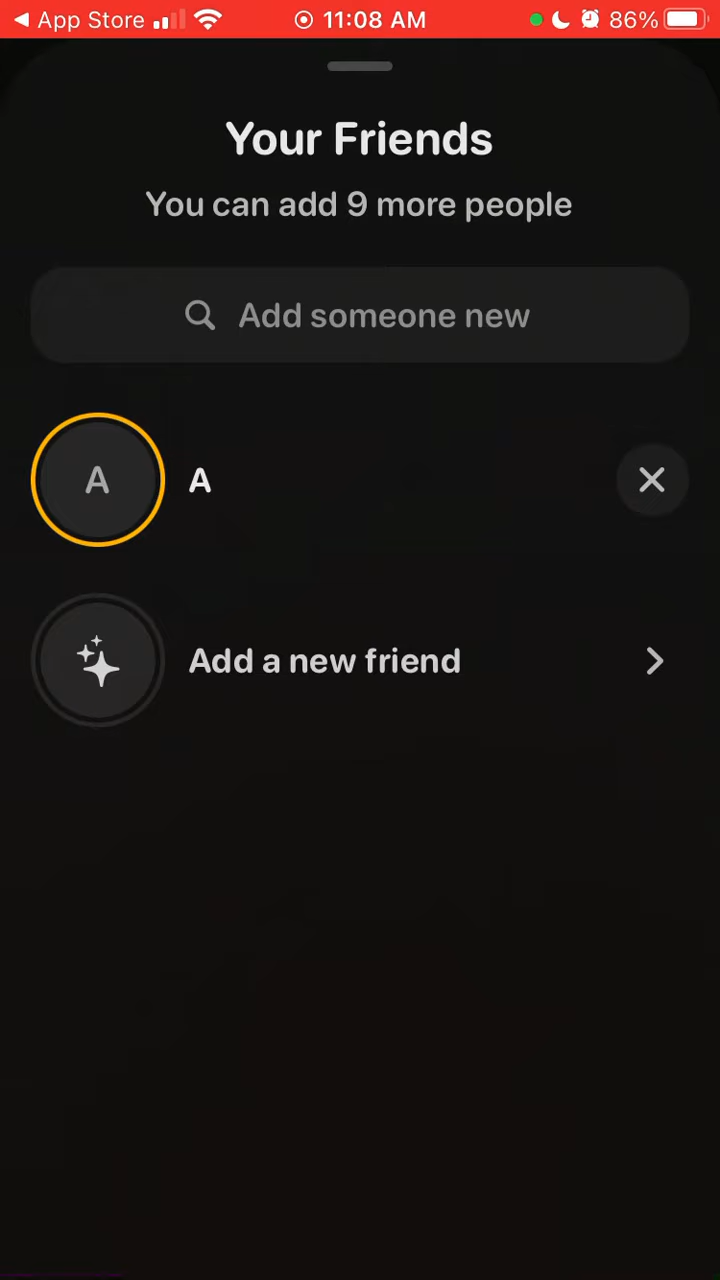 App Store 11:08 AM 86%
Your Friends
You can add 9 more people
Add someone new
A A
Add a new friend